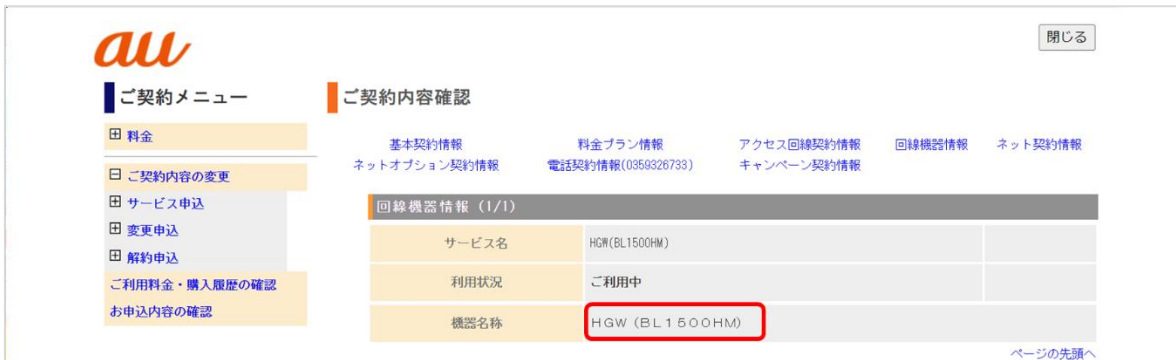 au
閉じる
ご契約メニュー
料金
ご契約内容の変更
サービス申込
変更申込
解約申込
ご利用料金・購入履歴の確認
お申込内容の確認
ご契約内容確認
基本契約情報 料金プラン情報 アクセス回線契約情報 回線機器情報 ネット契約情報
ネットオプション契約情報 電話契約情報(0359326733) キャンペーン契約情報
回線機器情報 (1/1)
サービス名 HGW(BL1500HM)
利用状況 ご利用中
機器名称 HGW(BL1500HM)
ページの先頭へ